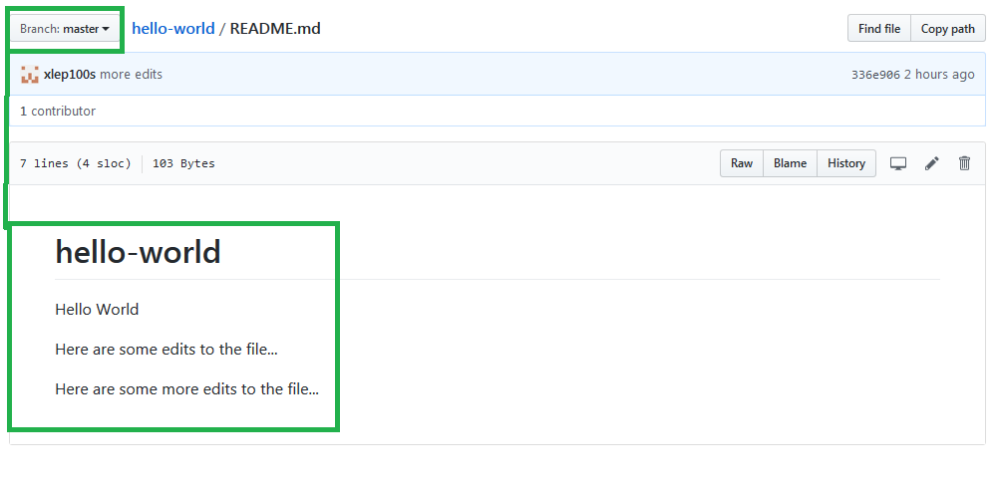 Branch: master hello-world / README.md Find file Copy path
xlep100s more edits 336e906 2 hours ago
1 contributor
7 lines (4 sloc) 103 Bytes Raw Blame History
hello-world
Hello World
Here are some edits to the file...
Here are some more edits to the file...